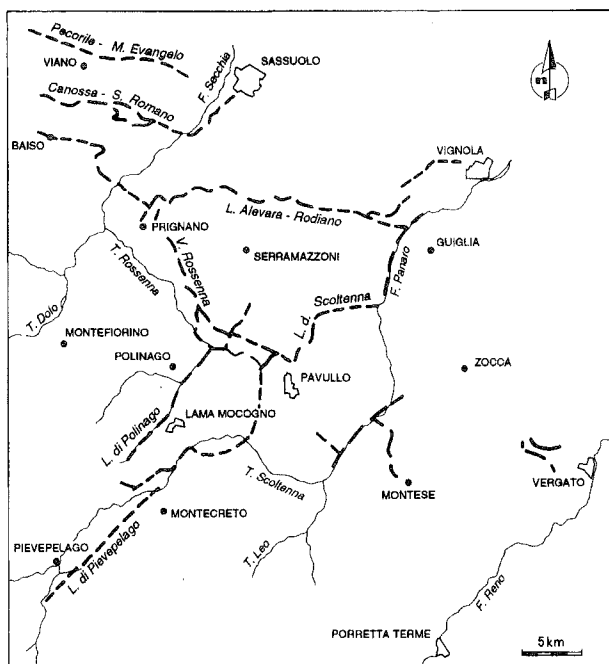 Pecorile - M. Evangelo
VIANO
SASSUOLO
F. Secchia
Canossa - S. Romano
BAISO
VIGNOLA
L. Alevara - Rodiano
PRIGNANO
V. Rossenna
SERRAMAZZONI
GUIGLIA
F. Panaro
T. Rossenna
L. d. Scoltenna
T. Dolo
MONTEFIORINO
POLINAGO
PAVULLO
ZOCCA
L. di Polinago
LAMA MOCOGNO
T. Scoltenna
MONTESE
VERGATO
MONTECRETO
PIEVEPELAGO
L. di Pievepelago
T. Leo
F. Reno
PORRETTA TERME
5 km